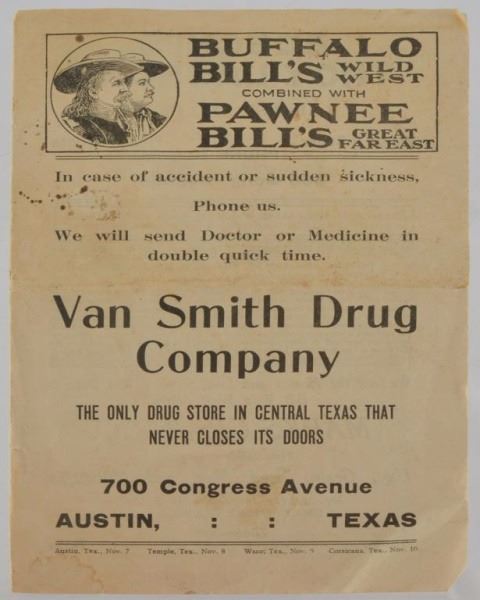 BUFFALO
BILL'S WILD WEST
COMBINED WITH
PAWNEE
BILL'S GREAT FAR EAST
In case of accident or sudden sickness,
Phone us.
We will send Doctor or Medicine in
double quick time.
Van Smith Drug
Company
THE ONLY DRUG STORE IN CENTRAL TEXAS THAT
NEVER CLOSES ITS DOORS
700 Congress Avenue
AUSTIN, : : TEXAS
Austin, Tex., Nov. 7 Temple, Tex., Nov. 8 Waco, Tex., Nov. 9 Corsicana, Tex., Nov. 10